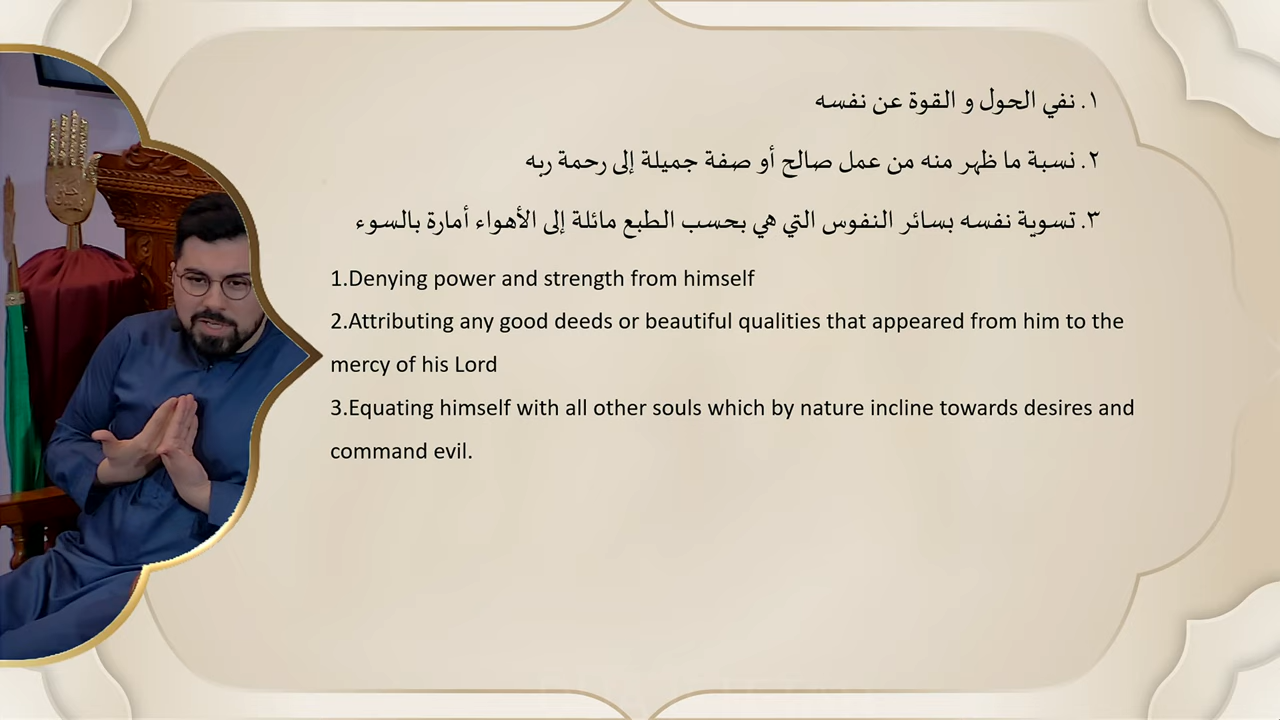 ١. نفي الحول و القوة عن نفسه
٢. نسبة ما ظهر منه من عمل صالح أو صفة جميلة إلى رحمة ربه
٣. تسوية نفسه بسائر النفوس التي هي بحسب الطبع مائلة إلى الأهواء أمارة بالسوء
1.Denying power and strength from himself
2.Attributing any good deeds or beautiful qualities that appeared from him to the
mercy of his Lord
3.Equating himself with all other souls which by nature incline towards desires and
command evil.